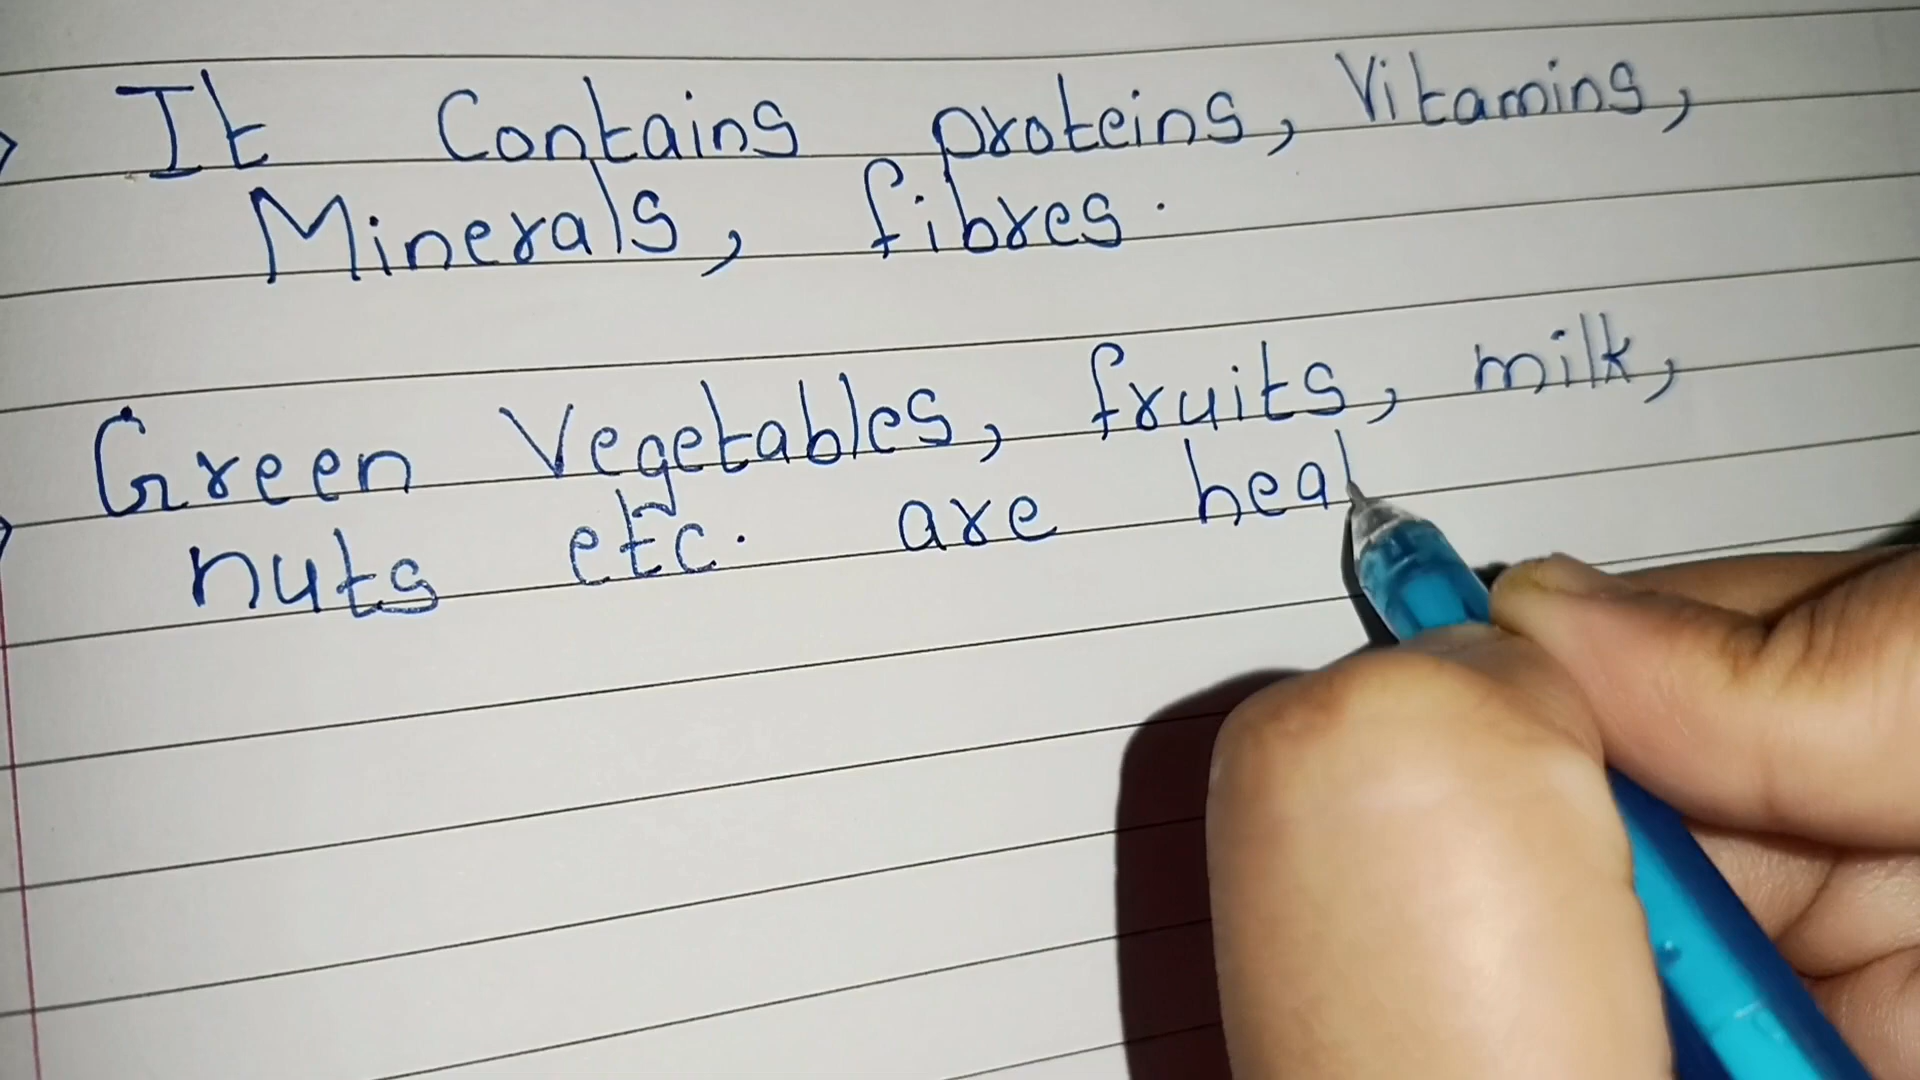 It Contains proteins, Vitamins,
Minerals, fibres.
Green Vegetables, fruits, milk,
nuts etc. are heal